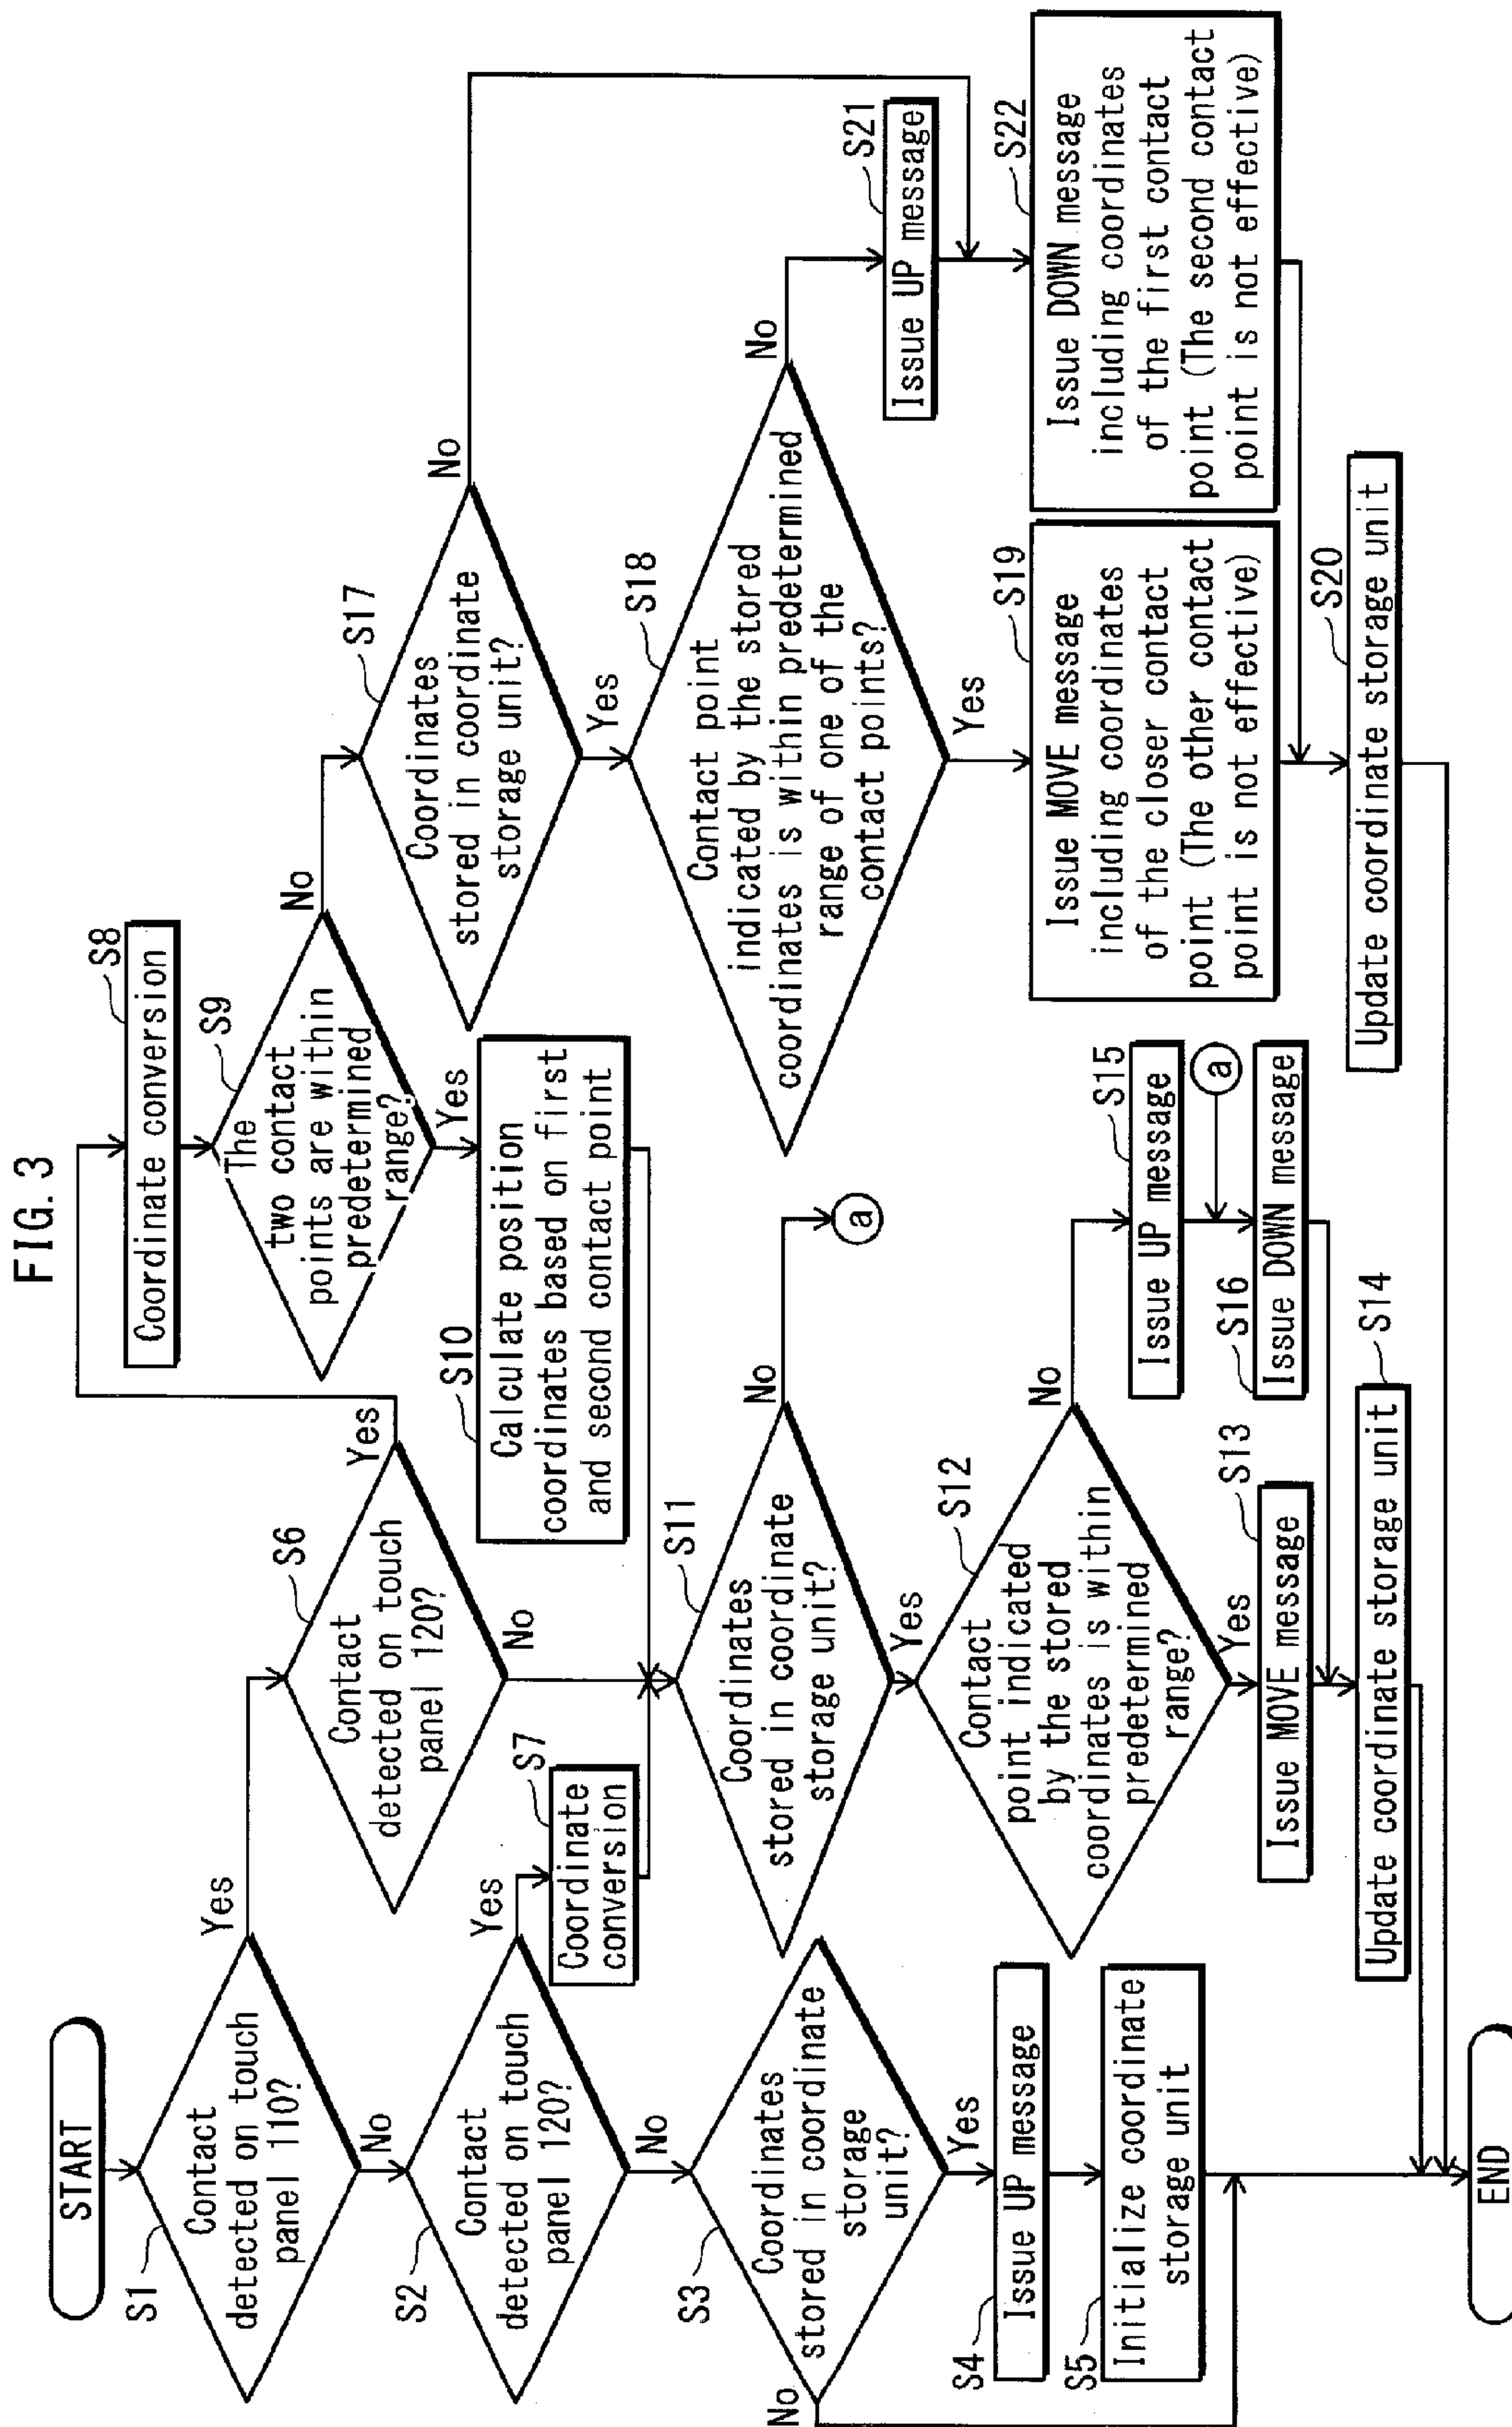 FIG. 3
START
S1
Contact
detected on touch
panel 110?
Yes
No
S2
Contact
detected on touch
panel 120?
Yes
No
S3
Coordinates
stored in coordinate
storage
unit?
Yes
No
S4
Issue UP message
S5
Initialize coordinate
storage unit
END
S6
Contact
detected on touch
panel 120?
Yes
No
S7
Coordinate
conversion
S8
Coordinate conversion
S9
The
two contact
points are within
predetermined
range?
No
Yes
S10
Calculate position
coordinates based on first
and second contact point
S11
Coordinates
stored in coordinate
storage unit?
No
Yes
a
S12
Contact
point indicated
by the stored
coordinates is within
predetermined
range?
No
Yes
S13
Issue MOVE message
S15
Issue UP message
a
S16
Issue DOWN message
S14
Update coordinate storage unit
S17
Coordinates
stored in coordinate
storage unit?
No
Yes
S18
Contact point
indicated by the stored
coordinates is within predetermined
range of one of the
contact points?
No
Yes
S19
Issue MOVE message
including coordinates
of the closer contact
point (The other contact
point is not effective)
S21
Issue UP message
S22
Issue DOWN message
including coordinates
of the first contact
point (The second contact
point is not effective)
S20
Update coordinate storage unit